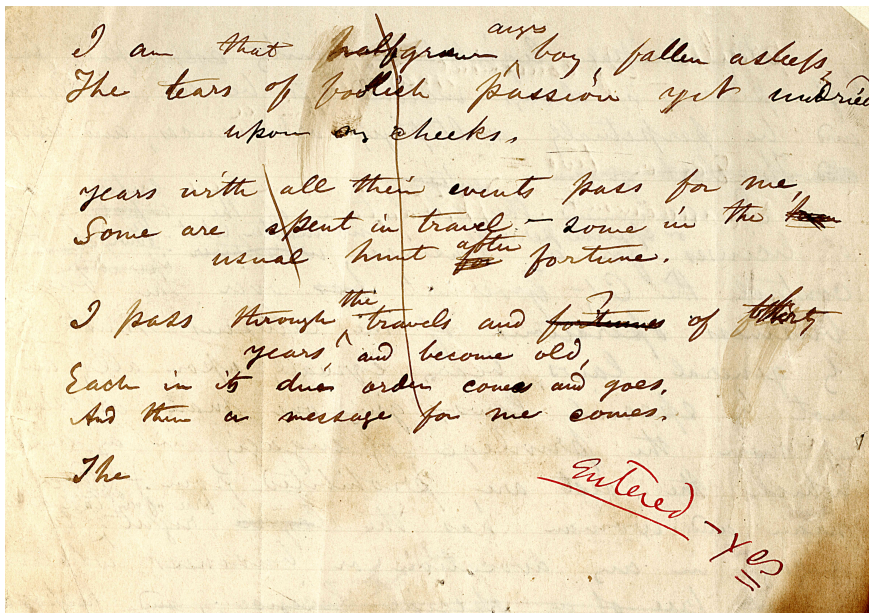 I am that halfgrown angry boy fallen asleep
The tears of foolish passion yet undried
upon my cheeks.
years with all their events pass for me,
Some are spent in travel – some in the
usual hunt after for fortune.
I pass through the travels and fortunes of thirty
years and become old,
Each in its due order comes and goes,
And then a message for me comes.
The
Entered – yes